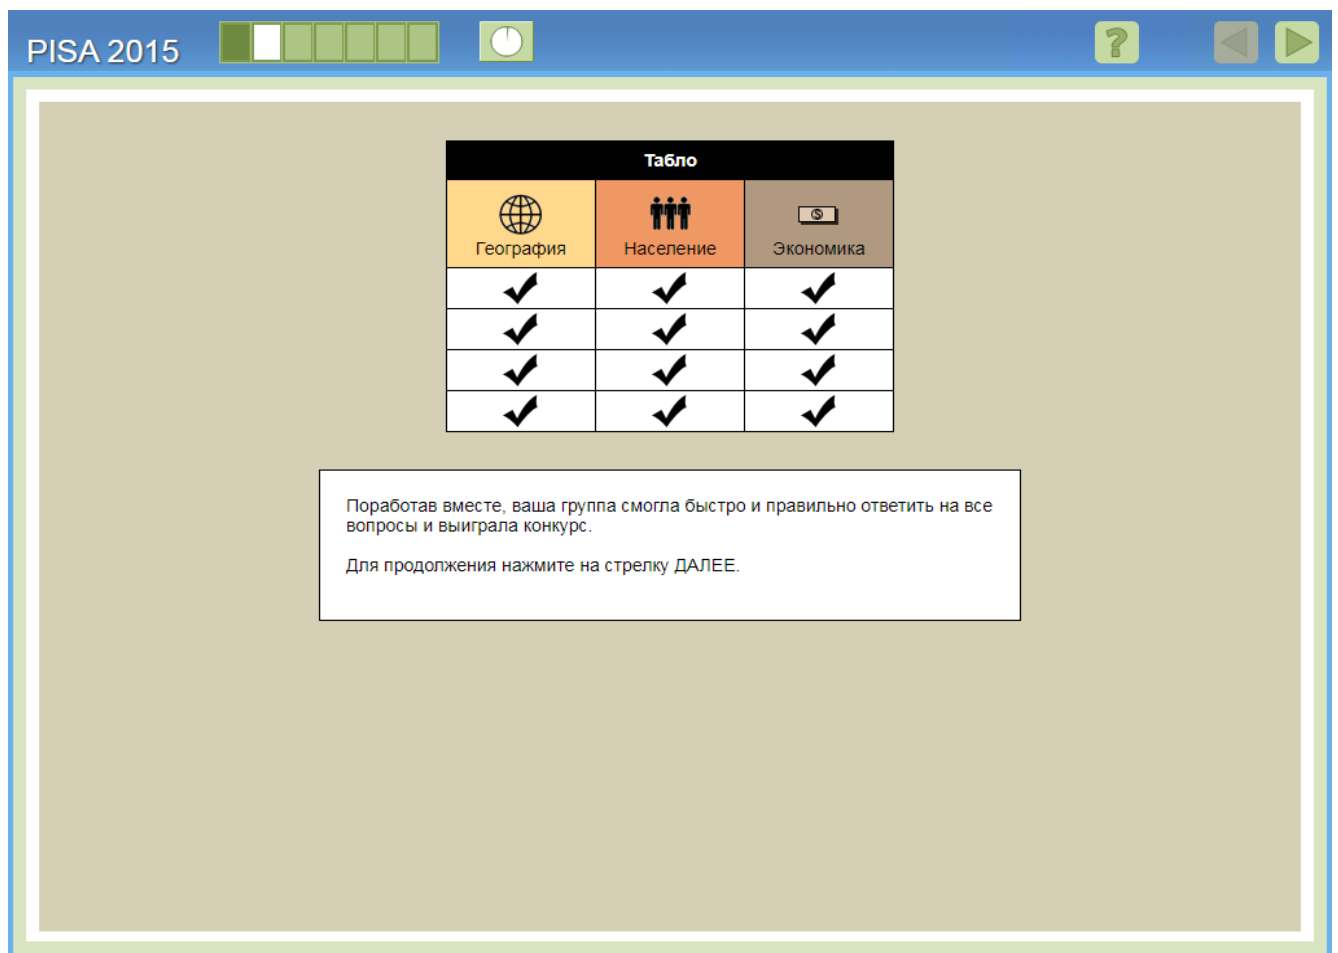 PISA 2015
?
Табло
География Население Экономика
Поработав вместе, ваша группа смогла быстро и правильно ответить на все
вопросы и выиграла конкурс.
Для продолжения нажмите на стрелку ДАЛЕЕ.